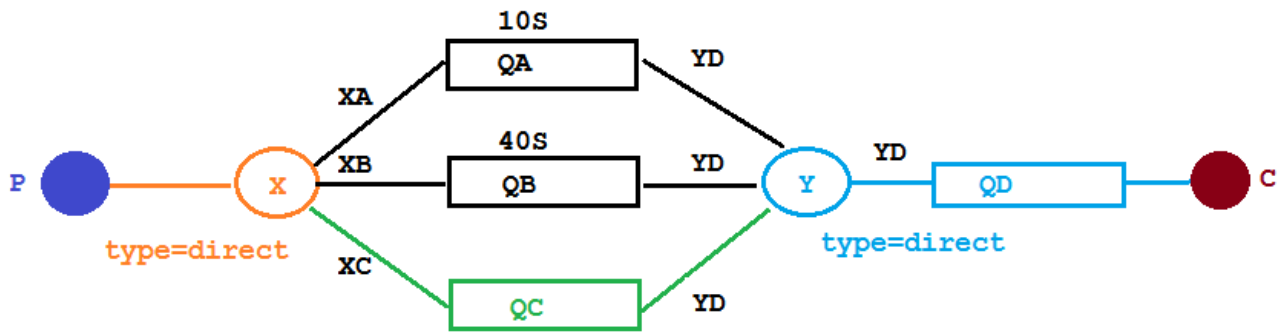 10S
QA
YD
XA
40S
XB
QB
YD
YD
P
X
Y
QD
C
type=direct
type=direct
XC
QC
YD